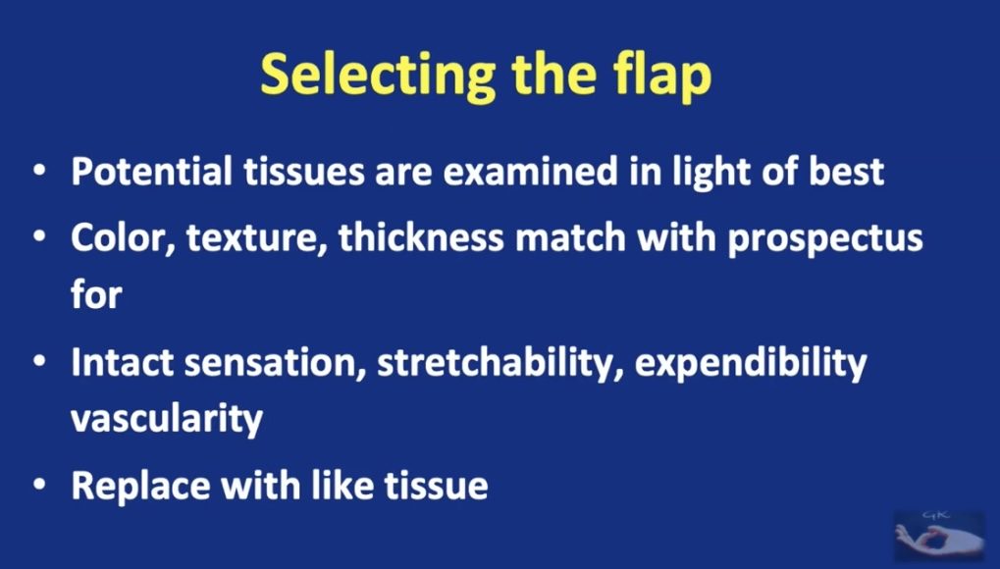 Selecting the flap
• Potential tissues are examined in light of best
• Color, texture, thickness match with prospectus
for
• Intact sensation, stretchability, expendibility
vascularity
• Replace with like tissue
GK